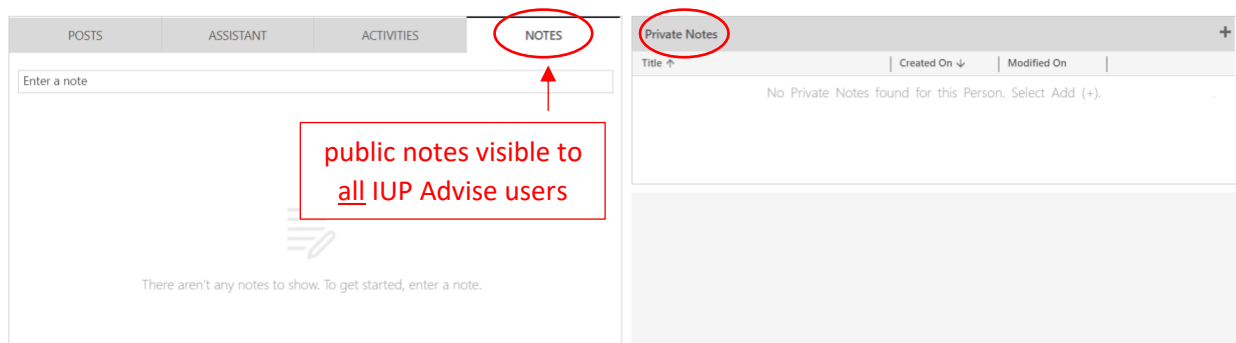 POSTS ASSISTANT ACTIVITIES NOTES
Enter a note
public notes visible to
all IUP Advise users
There aren't any notes to show. To get started, enter a note.
Private Notes +
Title ↑ Created On ↓ Modified On
No Private Notes found for this Person. Select Add (+).